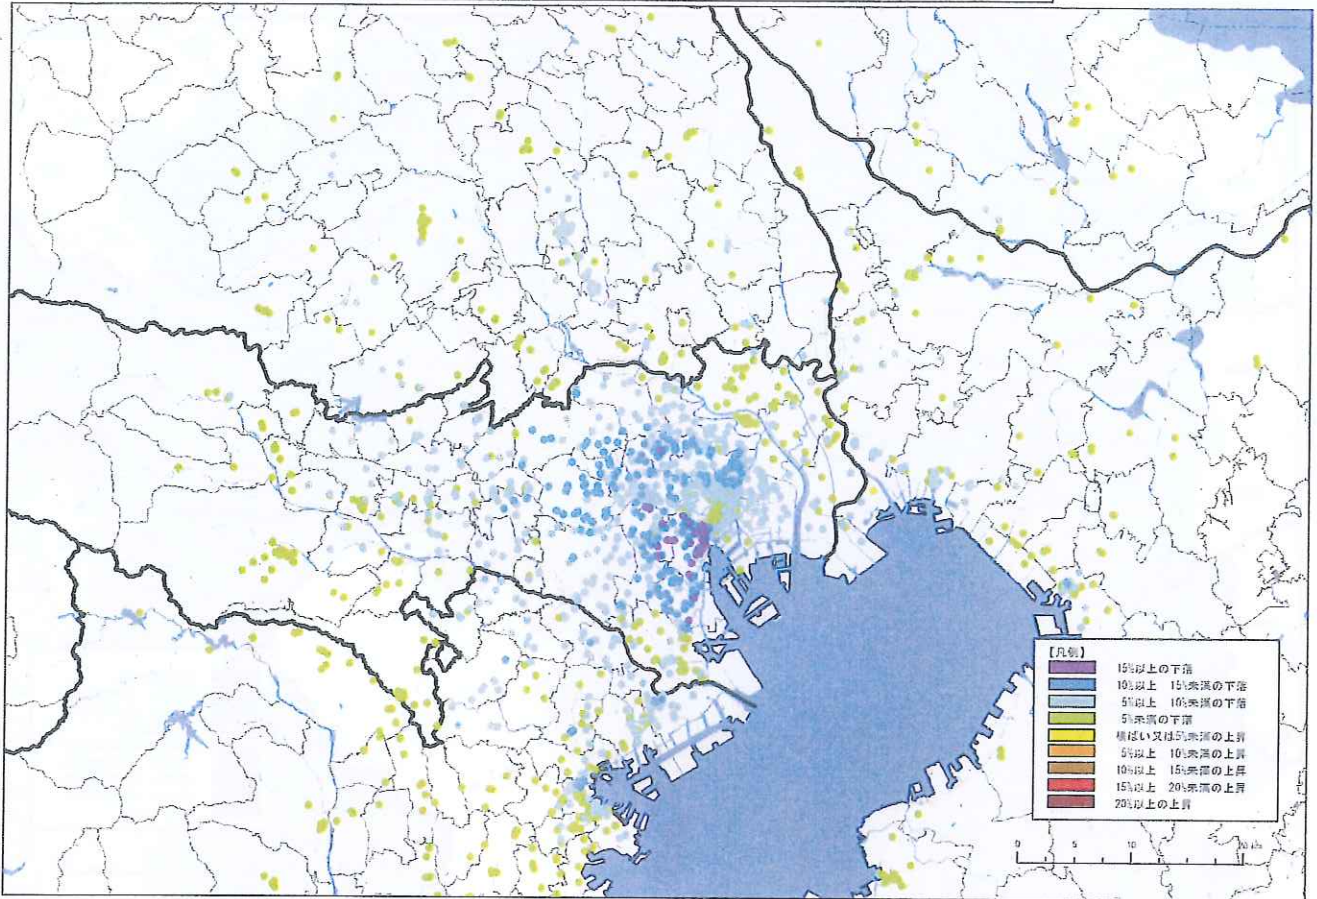 【凡例】
15%以上の下落
10%以上 15%未満の下落
5%以上 10%未満の下落
5%未満の下落
横ばい又は5%未満の上昇
5%以上 10%未満の上昇
10%以上 15%未満の上昇
15%以上 20%未満の上昇
20%以上の上昇
0 5 10 20 km